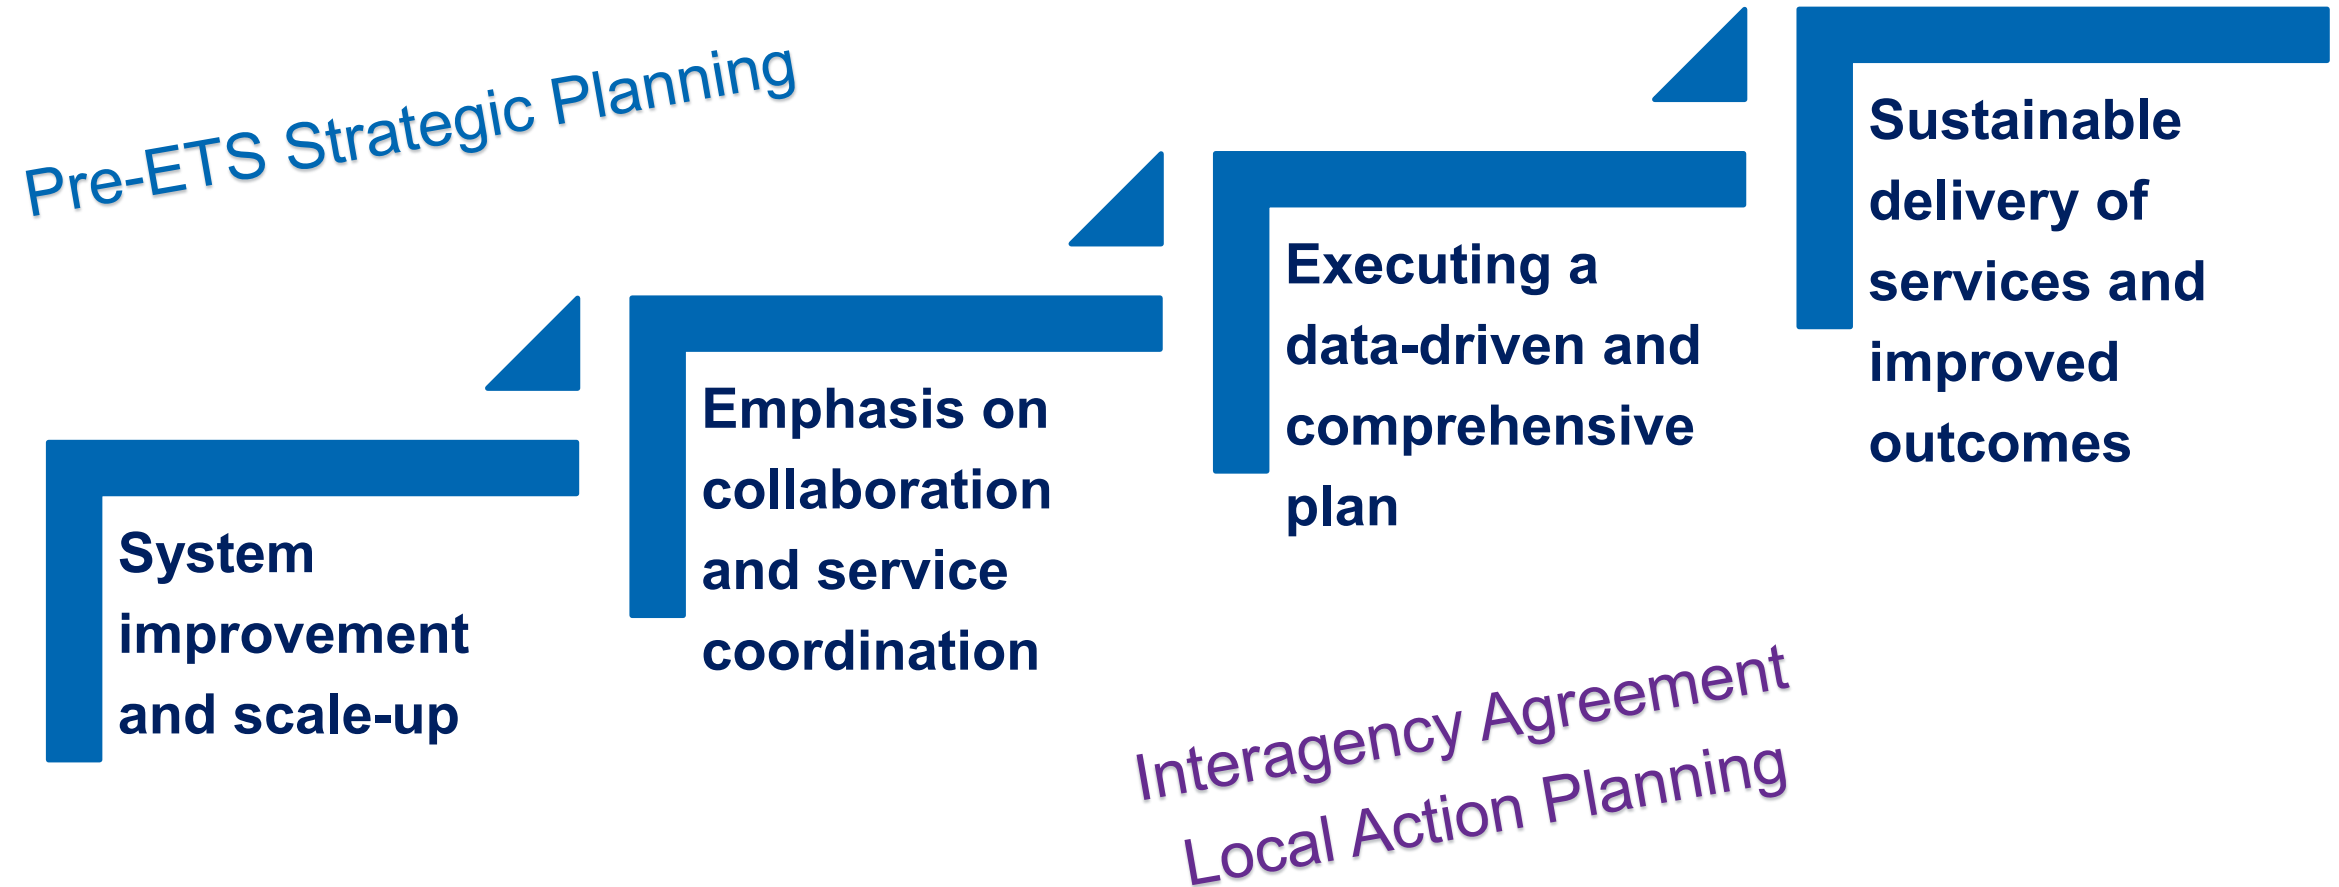 Pre-ETS Strategic Planning
System
improvement
and scale-up
Emphasis on
collaboration
and service
coordination
Executing a
data-driven and
comprehensive
plan
Sustainable
delivery of
services and
improved
outcomes
Interagency Agreement
Local Action Planning